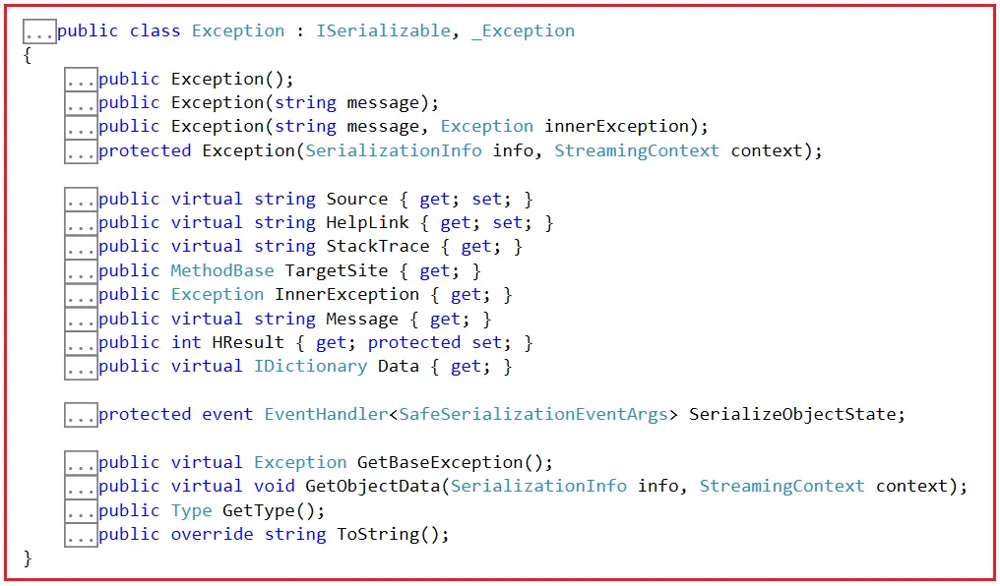 ...public class Exception : ISerializable, _Exception
{
...public Exception();
...public Exception(string message);
...public Exception(string message, Exception innerException);
...protected Exception(SerializationInfo info, StreamingContext context);
...public virtual string Source { get; set; }
...public virtual string HelpLink { get; set; }
...public virtual string StackTrace { get; }
...public MethodBase TargetSite { get; }
...public Exception InnerException { get; }
...public virtual string Message { get; }
...public int HResult { get; protected set; }
...public virtual IDictionary Data { get; }
...protected event EventHandler<SafeSerializationEventArgs> SerializeObjectState;
...public virtual Exception GetBaseException();
...public virtual void GetObjectData(SerializationInfo info, StreamingContext context);
...public Type GetType();
...public override string ToString();
}